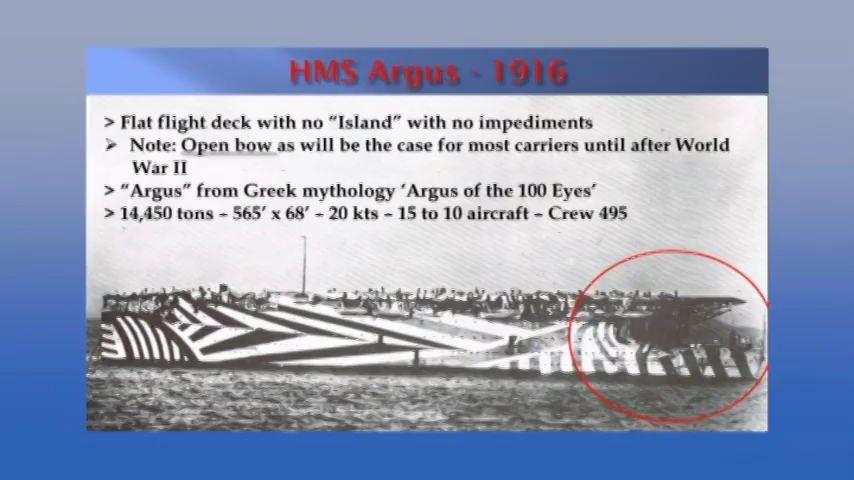 HMS Argus - 1916
> Flat flight deck with no “Island” with no impediments
➢ Note: Open bow as will be the case for most carriers until after World
War II
> “Argus” from Greek mythology ‘Argus of the 100 Eyes’
> 14,450 tons – 565’ x 68’ – 20 kts – 15 to 10 aircraft – Crew 495